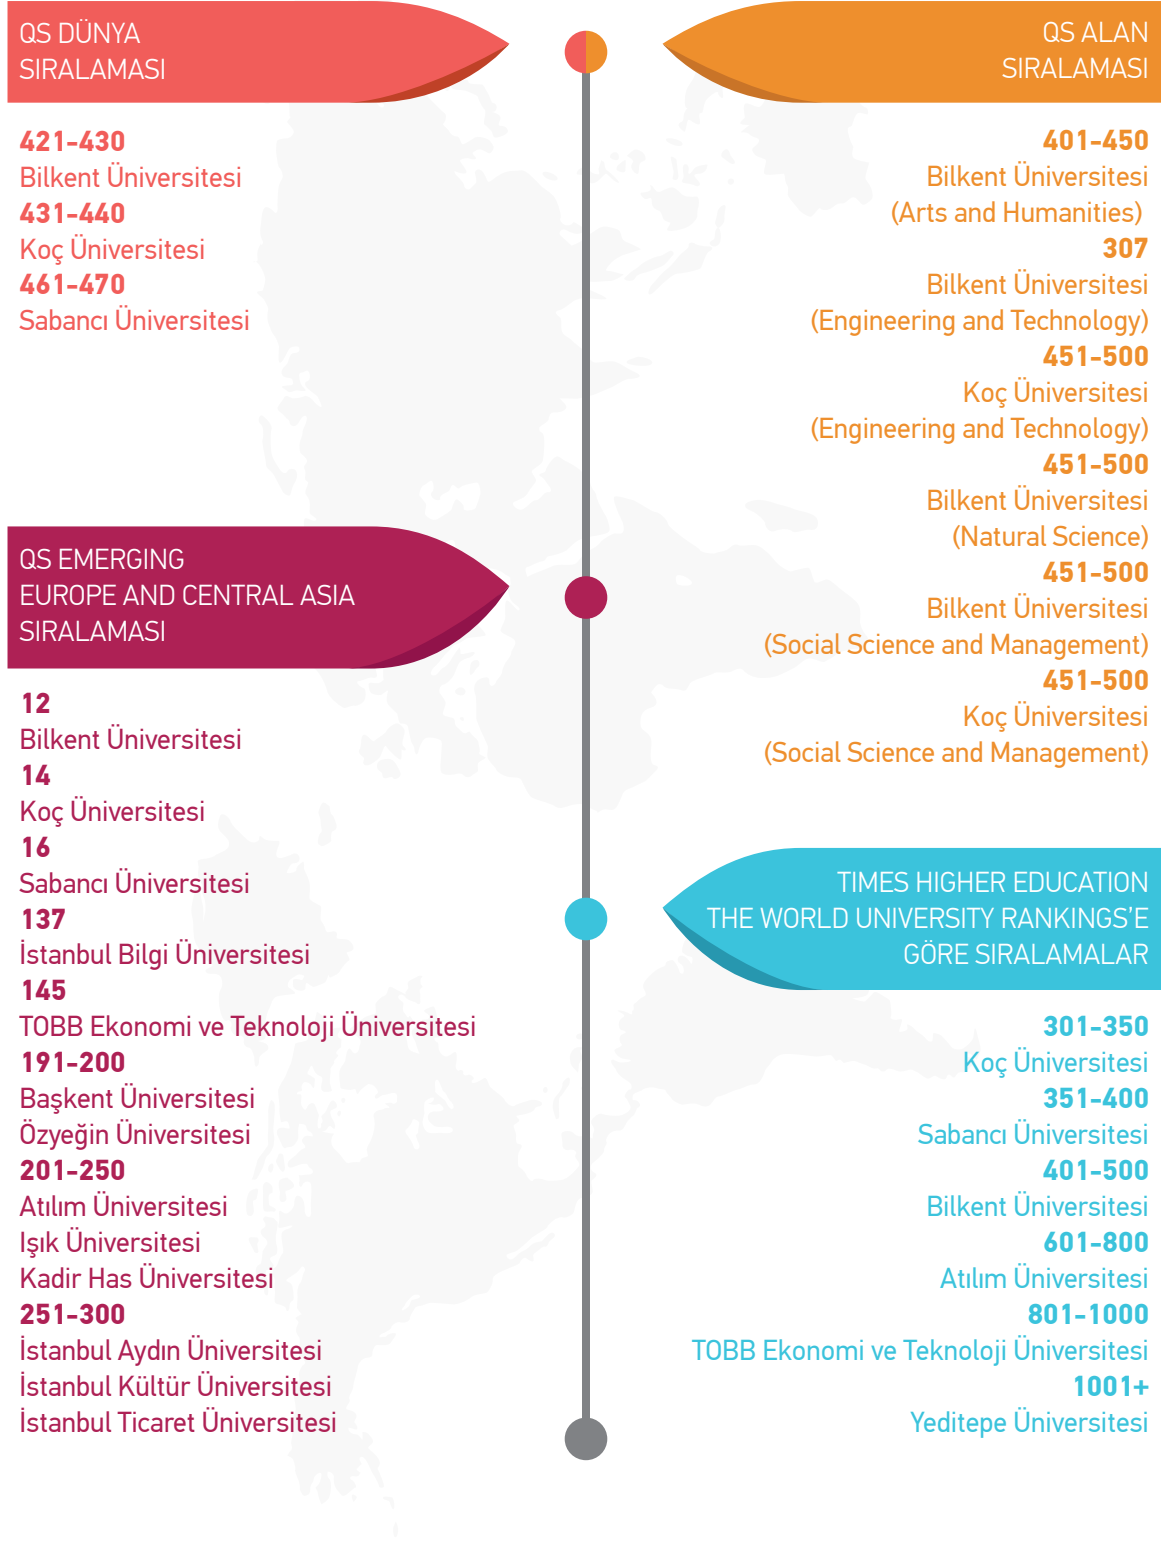 QS DÜNYA
SIRALAMASI
421-430
Bilkent Üniversitesi
431-440
Koç Üniversitesi
461-470
Sabancı Üniversitesi
QS EMERGING
EUROPE AND CENTRAL ASIA
SIRALAMASI
12
Bilkent Üniversitesi
14
Koç Üniversitesi
16
Sabancı Üniversitesi
137
İstanbul Bilgi Üniversitesi
145
TOBB Ekonomi ve Teknoloji Üniversitesi
191-200
Başkent Üniversitesi
Özyeğin Üniversitesi
201-250
Atılım Üniversitesi
Işık Üniversitesi
Kadir Has Üniversitesi
251-300
İstanbul Aydın Üniversitesi
İstanbul Kültür Üniversitesi
İstanbul Ticaret Üniversitesi
QS ALAN
SIRALAMASI
401-450
Bilkent Üniversitesi
(Arts and Humanities)
307
Bilkent Üniversitesi
(Engineering and Technology)
451-500
Koç Üniversitesi
(Engineering and Technology)
451-500
Bilkent Üniversitesi
(Natural Science)
451-500
Bilkent Üniversitesi
(Social Science and Management)
451-500
Koç Üniversitesi
(Social Science and Management)
TIMES HIGHER EDUCATION
THE WORLD UNIVERSITY RANKINGS’E
GÖRE SIRALAMALAR
301-350
Koç Üniversitesi
351-400
Sabancı Üniversitesi
401-500
Bilkent Üniversitesi
601-800
Atılım Üniversitesi
801-1000
TOBB Ekonomi ve Teknoloji Üniversitesi
1001+
Yeditepe Üniversitesi